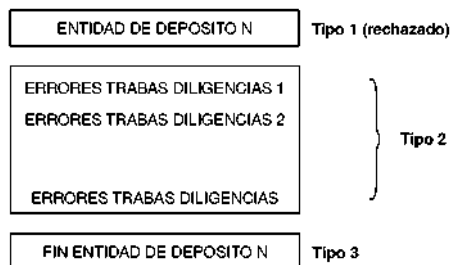 ENTIDAD DE DEPOSITO N Tipo 1 (rechazado)
ERRORES TRABAS DILIGENCIAS 1
ERRORES TRABAS DILIGENCIAS 2
Tipo 2
ERRORES TRABAS DILIGENCIAS
FIN ENTIDAD DE DEPOSITO N Tipo 3